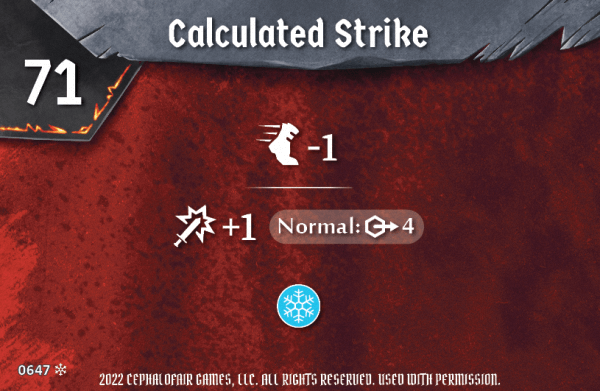 Calculated Strike
71
-1
+1 Normal: 4
0647
2022 CEPHALOFAIR GAMES, LLC. ALL RIGHTS RESERVED. USED WITH PERMISSION.